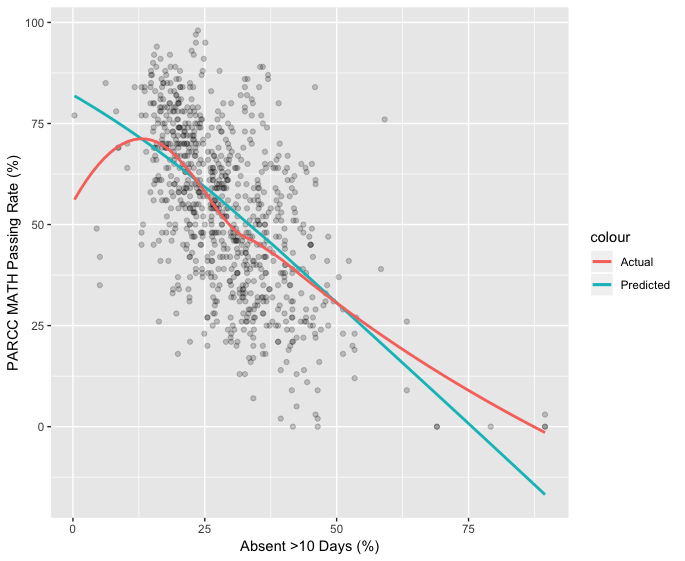 100
75
50
25
0
PARCC MATH Passing Rate (%)
0
25
50
75
Absent >10 Days (%)
colour
Actual
Predicted